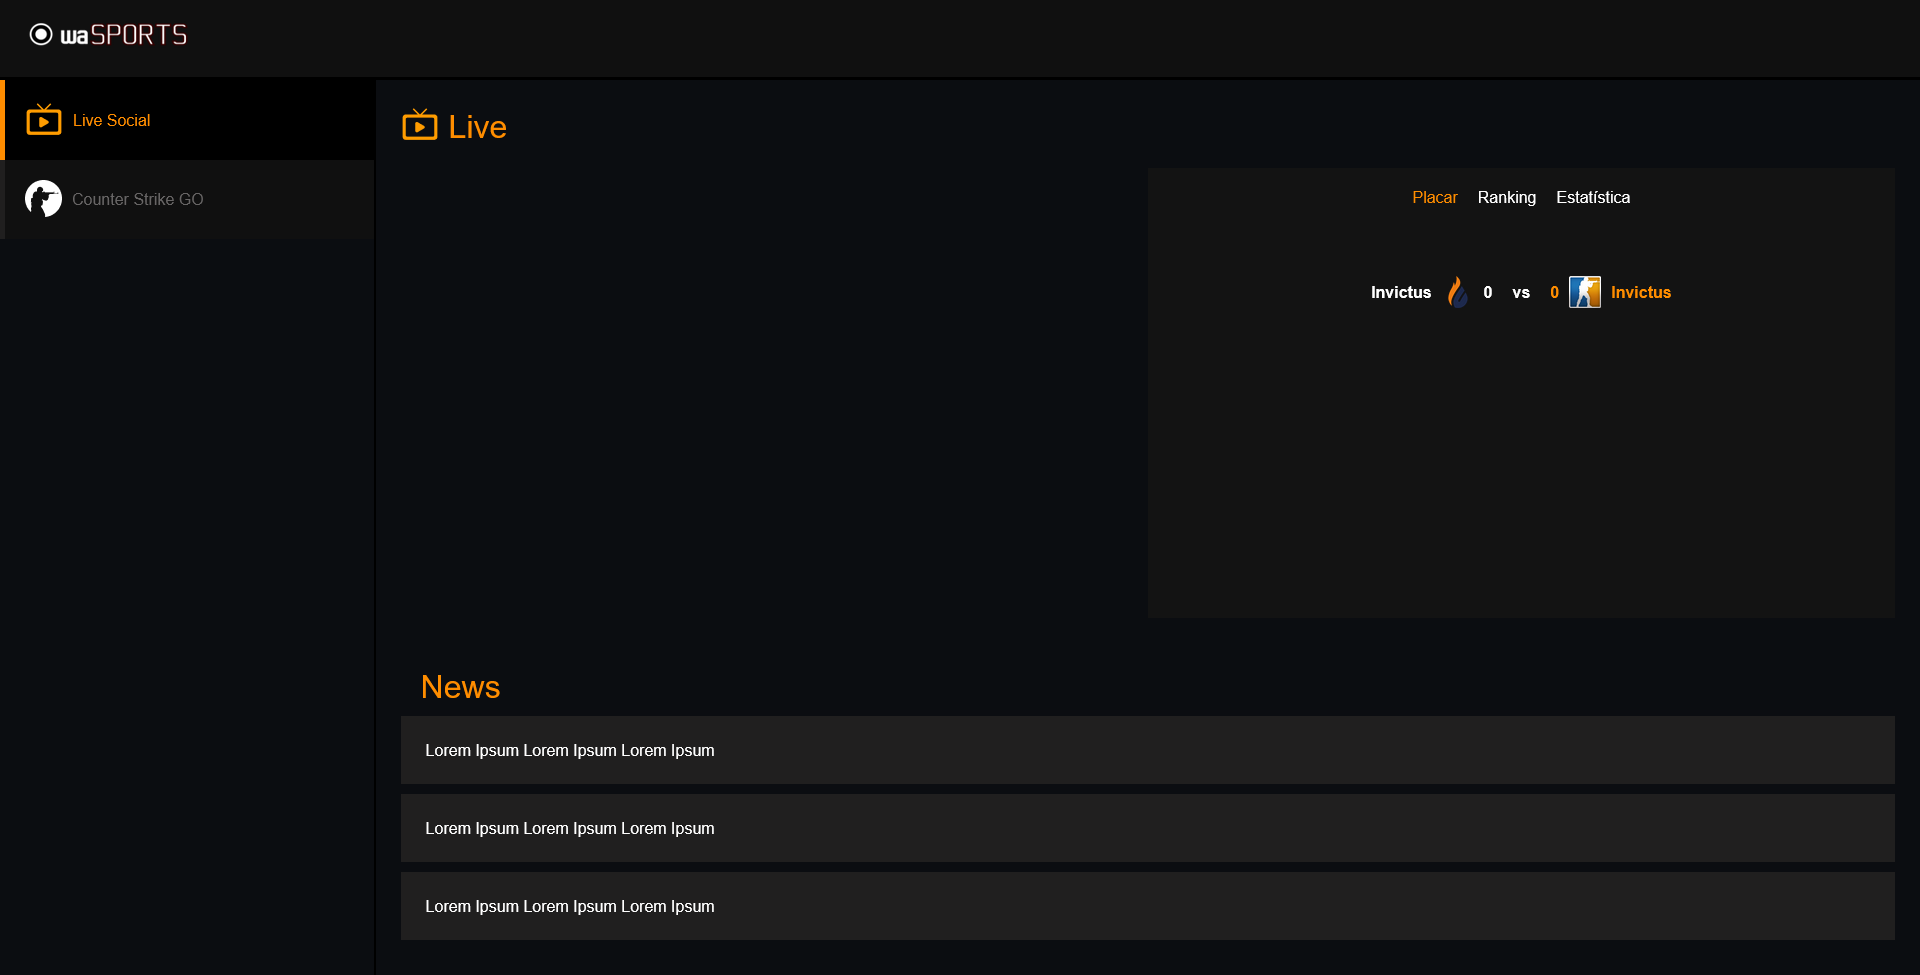 waSPORTS
Live Social
Counter Strike GO
Live
Placar Ranking Estatística
Invictus 0 vs 0 Invictus
News
Lorem Ipsum Lorem Ipsum Lorem Ipsum
Lorem Ipsum Lorem Ipsum Lorem Ipsum
Lorem Ipsum Lorem Ipsum Lorem Ipsum